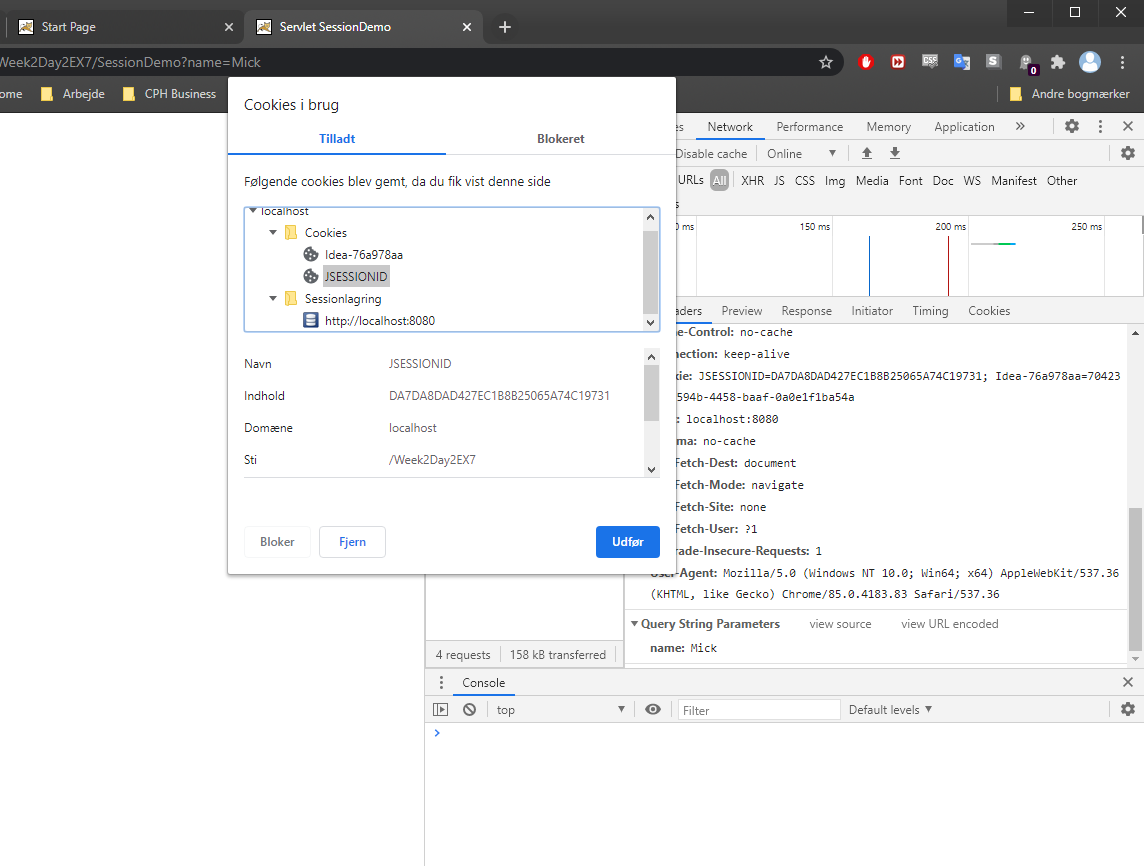 Start Page
Servlet SessionDemo
Week2Day2EX7/SessionDemo?name=Mick
0
ome Arbejde CPH Business Andre bogmærker
Cookies i brug
Tilladt Blokeret
Følgende cookies blev gemt, da du fik vist denne side
localhost
Cookies
Idea-76a978aa
JSESSIONID
Sessionlagring
http://localhost:8080
Navn JSESSIONID
Indhold DA7DA8DAD427EC1B8B25065A74C19731
Domæne localhost
Sti /Week2Day2EX7
Bloker Fjern Udfør
es Network Performance Memory Application
Disable cache Online
URLs All XHR JS CSS Img Media Font Doc WS Manifest Other
s
0 ms 150 ms 200 ms 250 ms
aders Preview Response Initiator Timing Cookies
e-Control: no-cache
nection: keep-alive
kie: JSESSIONID=DA7DA8DAD427EC1B8B25065A74C19731; Idea-76a978aa=70423
594b-4458-baaf-0a0e1f1ba54a
: localhost:8080
ma: no-cache
Fetch-Dest: document
Fetch-Mode: navigate
Fetch-Site: none
Fetch-User: ?1
rade-Insecure-Requests: 1
User-Agent: Mozilla/5.0 (Windows NT 10.0; Win64; x64) AppleWebKit/537.36
(KHTML, like Gecko) Chrome/85.0.4183.83 Safari/537.36
Query String Parameters view source view URL encoded
name: Mick
4 requests 158 kB transferred
Console
top Filter Default levels